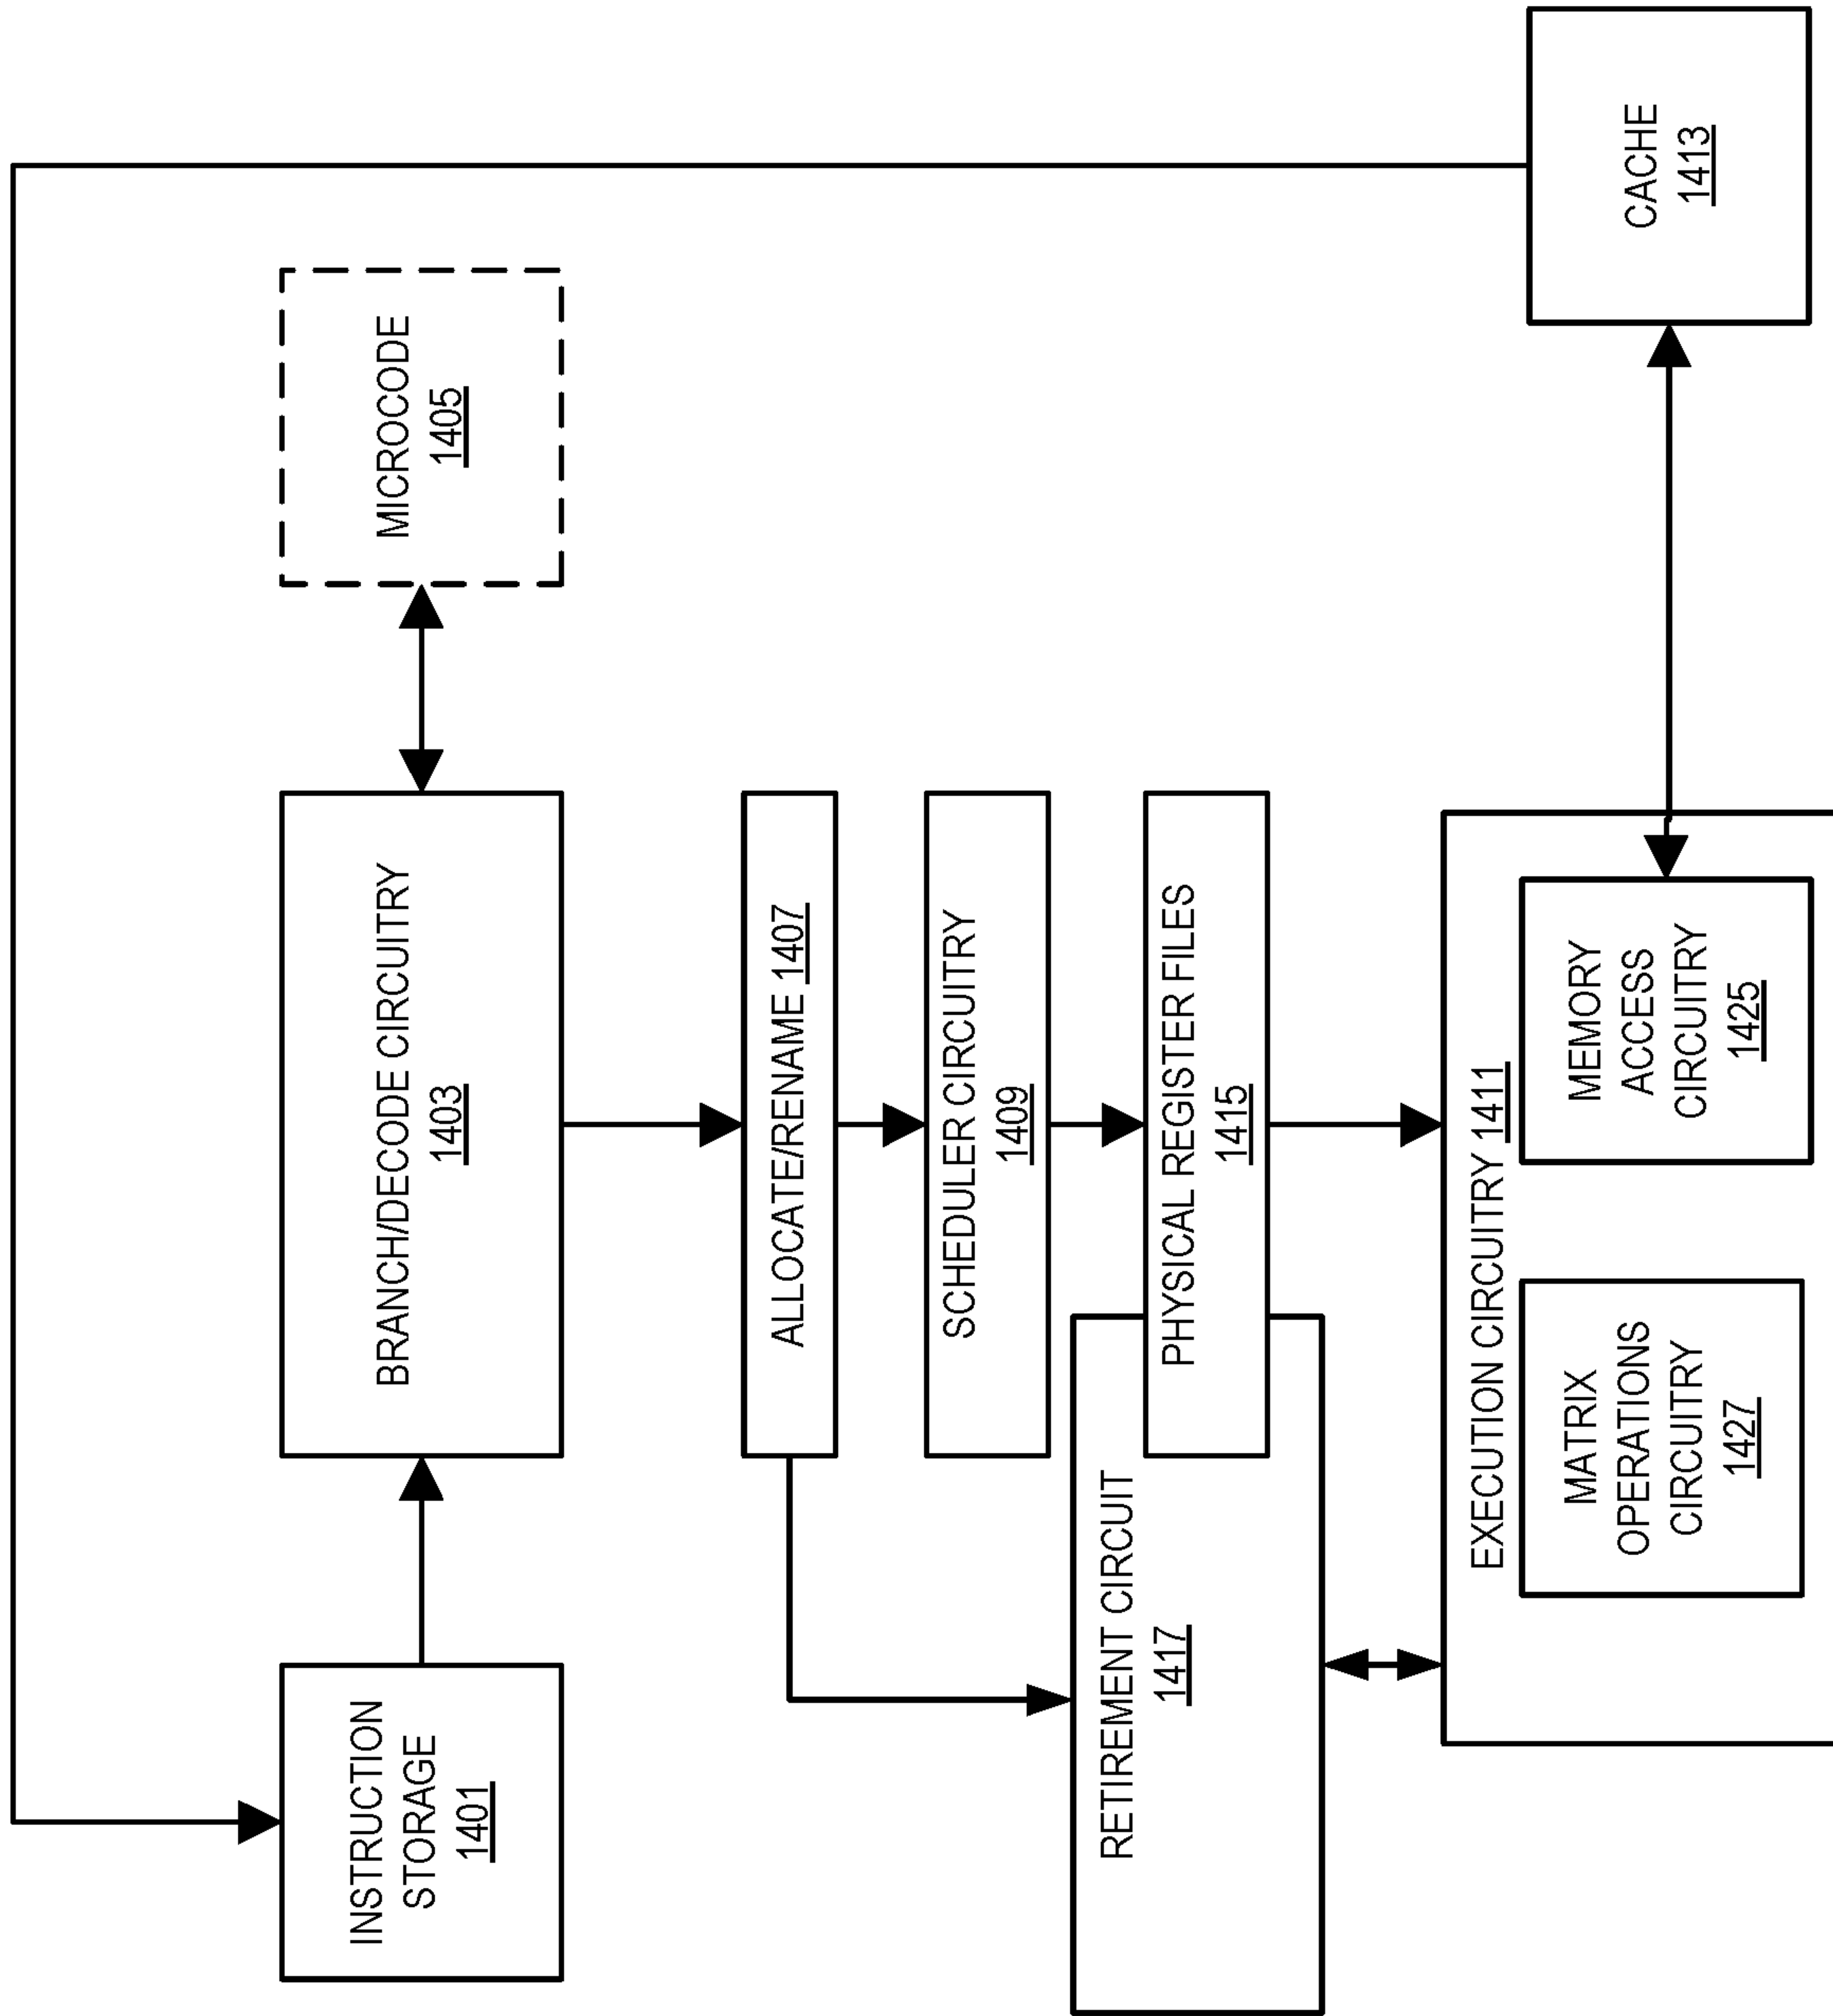 INSTRUCTION
STORAGE
1401
BRANCH/DECODE CIRCUITRY
1403
MICROCODE
1405
ALLOCATE/RENAME 1407
SCHEDULER CIRCUITRY
1409
RETIREMENT CIRCUIT
1417
PHYSICAL REGISTER FILES
1415
EXECUTION CIRCUITRY 1411
MATRIX
OPERATIONS
CIRCUITRY
1427
MEMORY
ACCESS
CIRCUITRY
1425
CACHE
1413